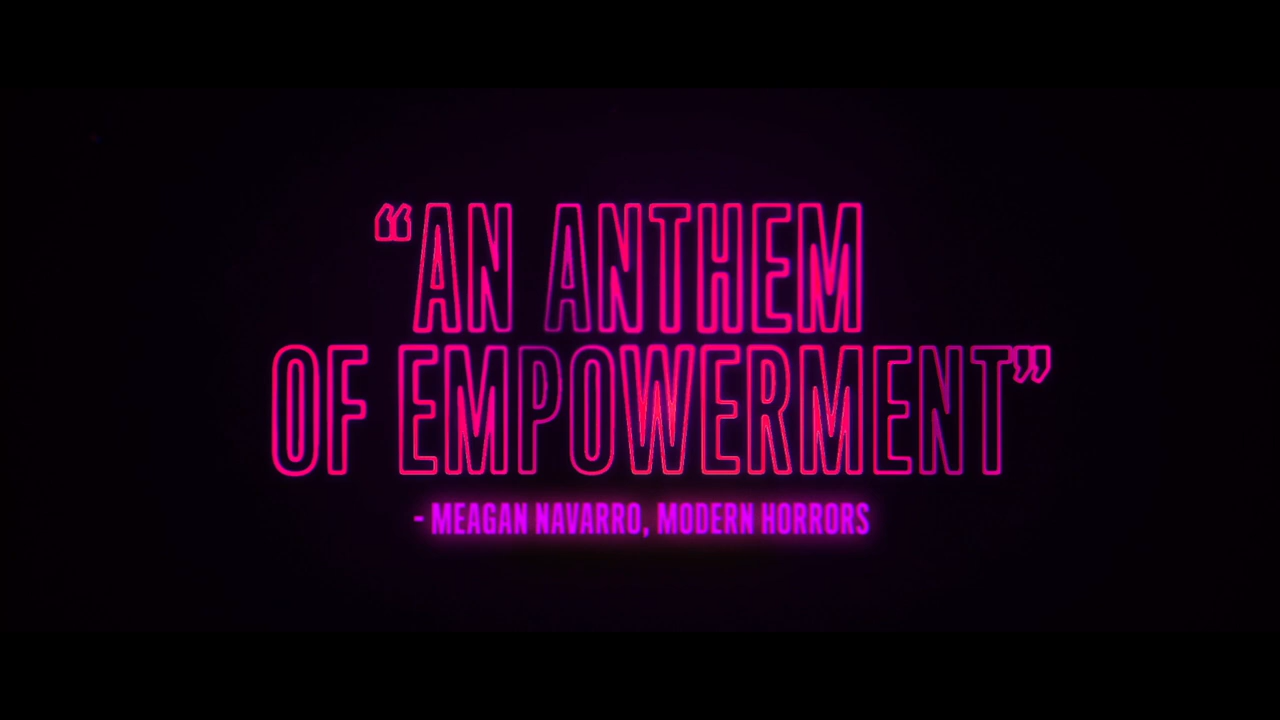 “AN ANTHEM
OF EMPOWERMENT”
- MEAGAN NAVARRO, MODERN HORRORS